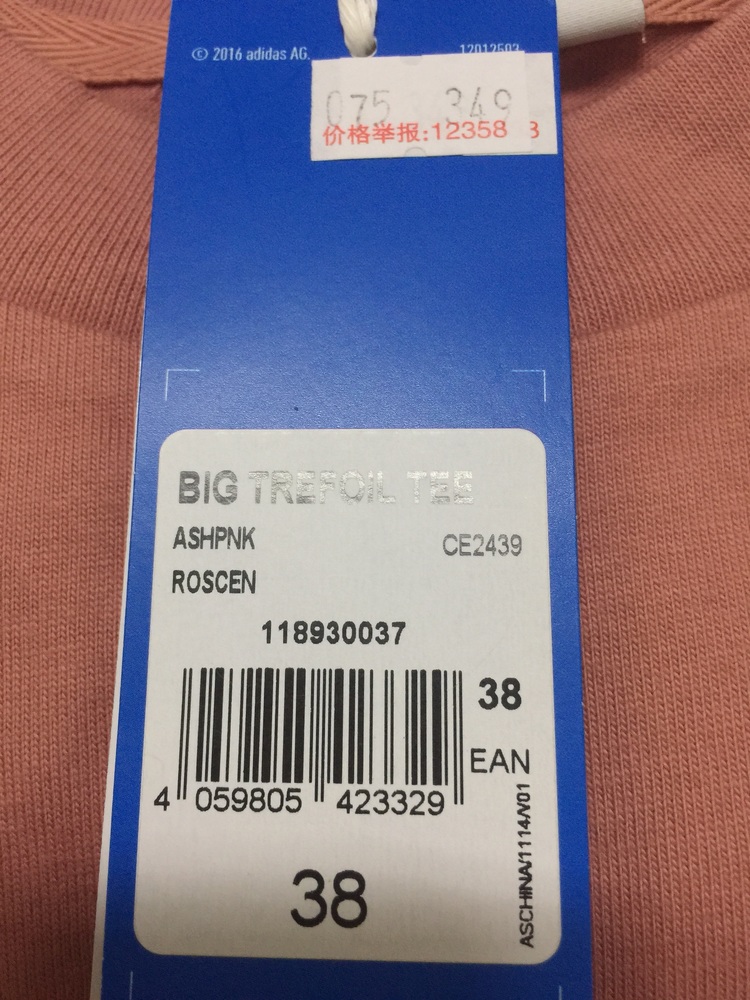 © 2016 adidas AG.
12012503
075 349
价格举报:12358
BIG TREFOIL TEE
ASHPNK
CE2439
ROSCEN
118930037
38
EAN
4 059805 423329
ASCHINA/1114/V01
38